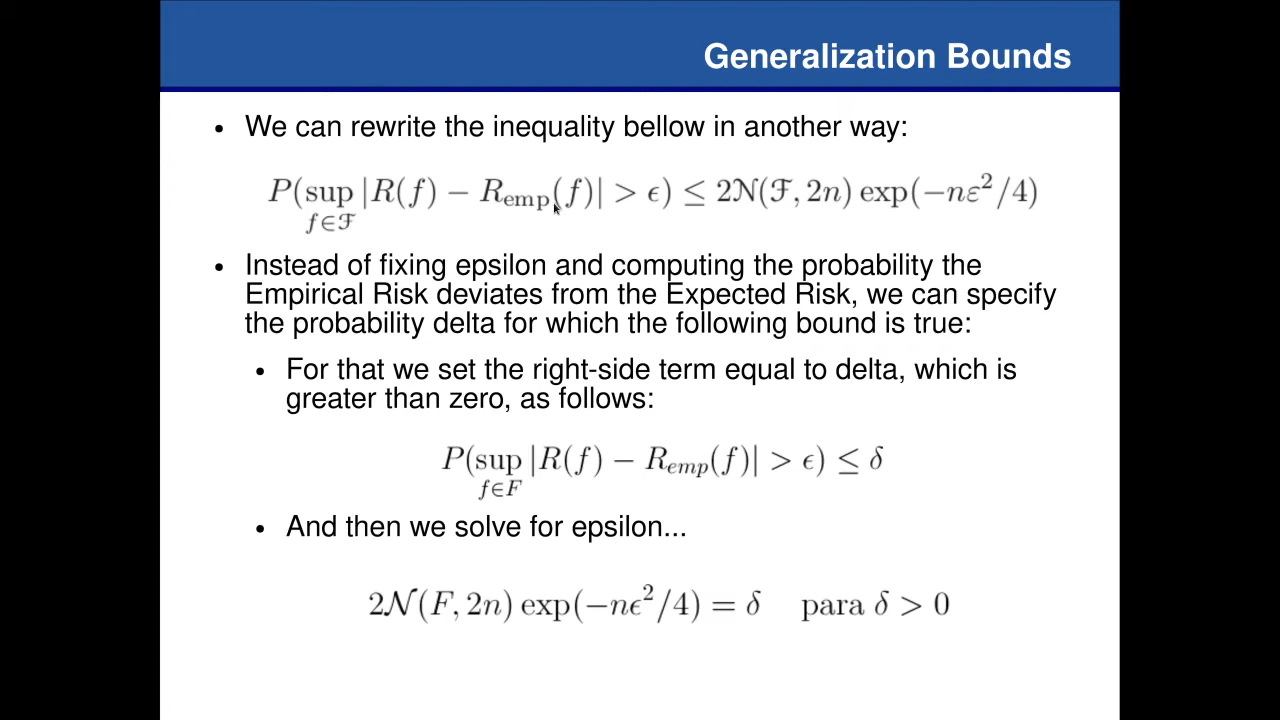 Generalization Bounds
• We can rewrite the inequality bellow in another way:
P(sup_{f∈ℱ} |R(f) − R_emp(f)| > ϵ) ≤ 2𝒩(ℱ, 2n) exp(−nε²/4)
• Instead of fixing epsilon and computing the probability the
Empirical Risk deviates from the Expected Risk, we can specify
the probability delta for which the following bound is true:
• For that we set the right-side term equal to delta, which is
greater than zero, as follows:
P(sup_{f∈F} |R(f) − R_emp(f)| > ϵ) ≤ δ
• And then we solve for epsilon...
2𝒩(F, 2n) exp(−nϵ²/4) = δ para δ > 0